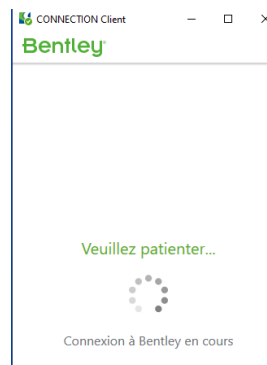 CONNECTION Client
Bentley
Veuillez patienter...
Connexion à Bentley en cours